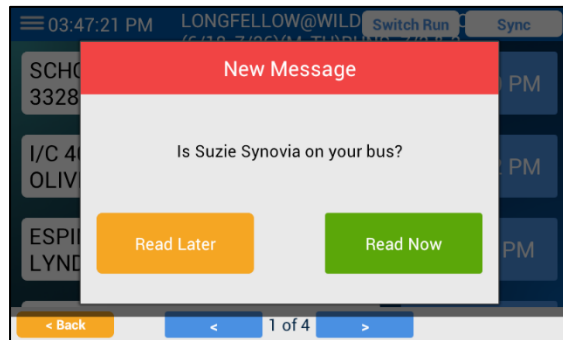 03:47:21 PM LONGFELLOW@WILD Switch Run Sync
New Message
SCHO PM
3328
Is Suzie Synovia on your bus?
I/C 4 PM
OLIVI
Read Later Read Now
ESPI PM
LYND
< Back < 1 of 4 >